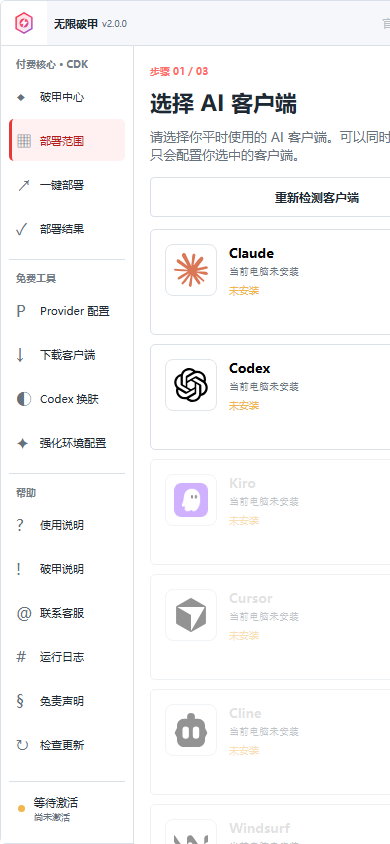 无限破甲 v2.0.0
付费核心 • CDK
破甲中心
部署范围
一键部署
部署结果
免费工具
Provider 配置
下载客户端
Codex 换肤
强化环境配置
帮助
使用说明
破甲说明
联系客服
运行日志
免责声明
检查更新
等待激活
尚未激活
步骤 01 / 03
选择 AI 客户端
请选择你平时使用的 AI 客户端。可以同时
只会配置你选中的客户端。
重新检测客户端
Claude
当前电脑未安装
未安装
Codex
当前电脑未安装
未安装
Kiro
当前电脑未安装
未安装
Cursor
当前电脑未安装
未安装
Cline
当前电脑未安装
未安装
Windsurf
当前电脑未安装